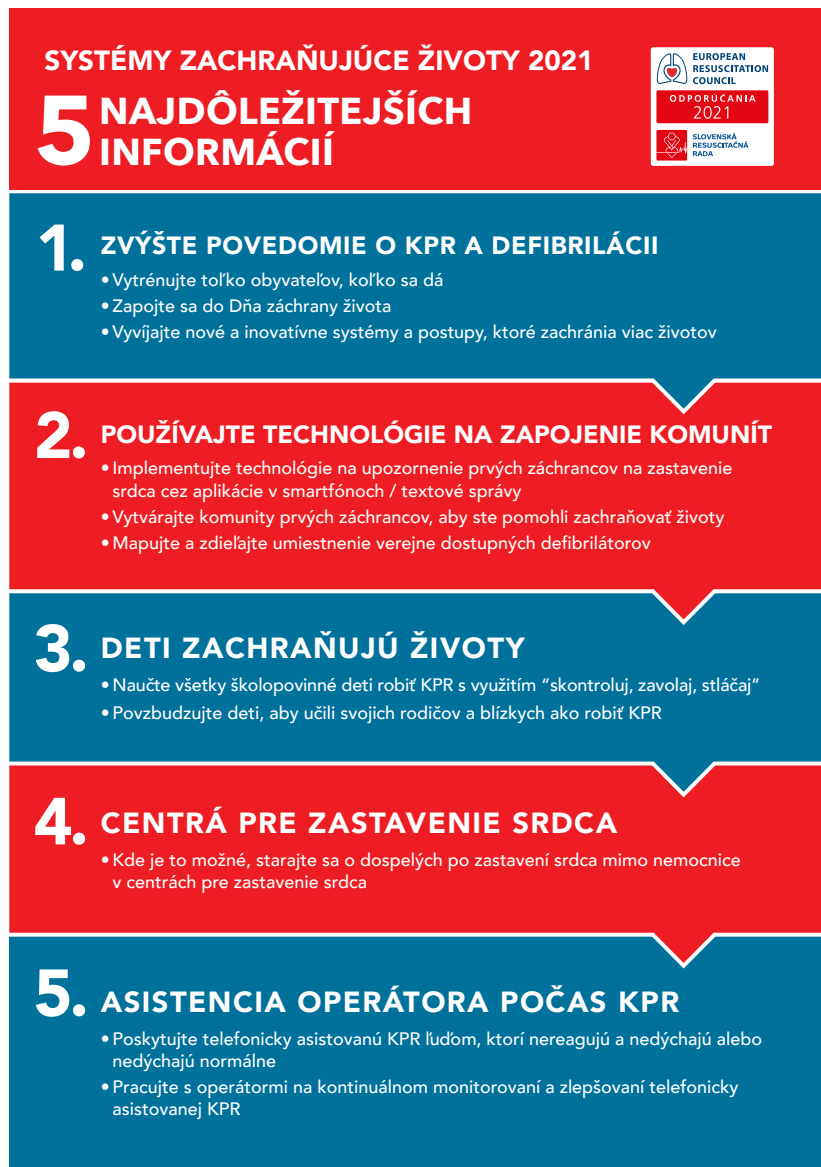 SYSTÉMY ZACHRAŇUJÚCE ŽIVOTY 2021
5 NAJDÔLEŽITEJŠÍCH
INFORMÁCIÍ
EUROPEAN
RESUSCITATION
COUNCIL
ODPORÚČANIA
2021
SLOVENSKÁ
RESUSCITAČNÁ
RADA
1. ZVÝŠTE POVEDOMIE O KPR A DEFIBRILÁCII
• Vytrénujte toľko obyvateľov, koľko sa dá
• Zapojte sa do Dňa záchrany života
• Vyvíjajte nové a inovatívne systémy a postupy, ktoré zachránia viac životov
2. POUŽÍVAJTE TECHNOLÓGIE NA ZAPOJENIE KOMUNÍT
• Implementujte technológie na upozornenie prvých záchrancov na zastavenie
srdca cez aplikácie v smartfónoch / textové správy
• Vytvárajte komunity prvých záchrancov, aby ste pomohli zachraňovať životy
• Mapujte a zdieľajte umiestnenie verejne dostupných defibrilátorov
3. DETI ZACHRAŇUJÚ ŽIVOTY
• Naučte všetky školopovinné deti robiť KPR s využitím “skontroluj, zavolaj, stláčaj”
• Povzbudzujte deti, aby učili svojich rodičov a blízkych ako robiť KPR
4. CENTRÁ PRE ZASTAVENIE SRDCA
• Kde je to možné, starajte sa o dospelých po zastavení srdca mimo nemocnice
v centrách pre zastavenie srdca
5. ASISTENCIA OPERÁTORA POČAS KPR
• Poskytujte telefonicky asistovanú KPR ľuďom, ktorí nereagujú a nedýchajú alebo
nedýchajú normálne
• Pracujte s operátormi na kontinuálnom monitorovaní a zlepšovaní telefonicky
asistovanej KPR